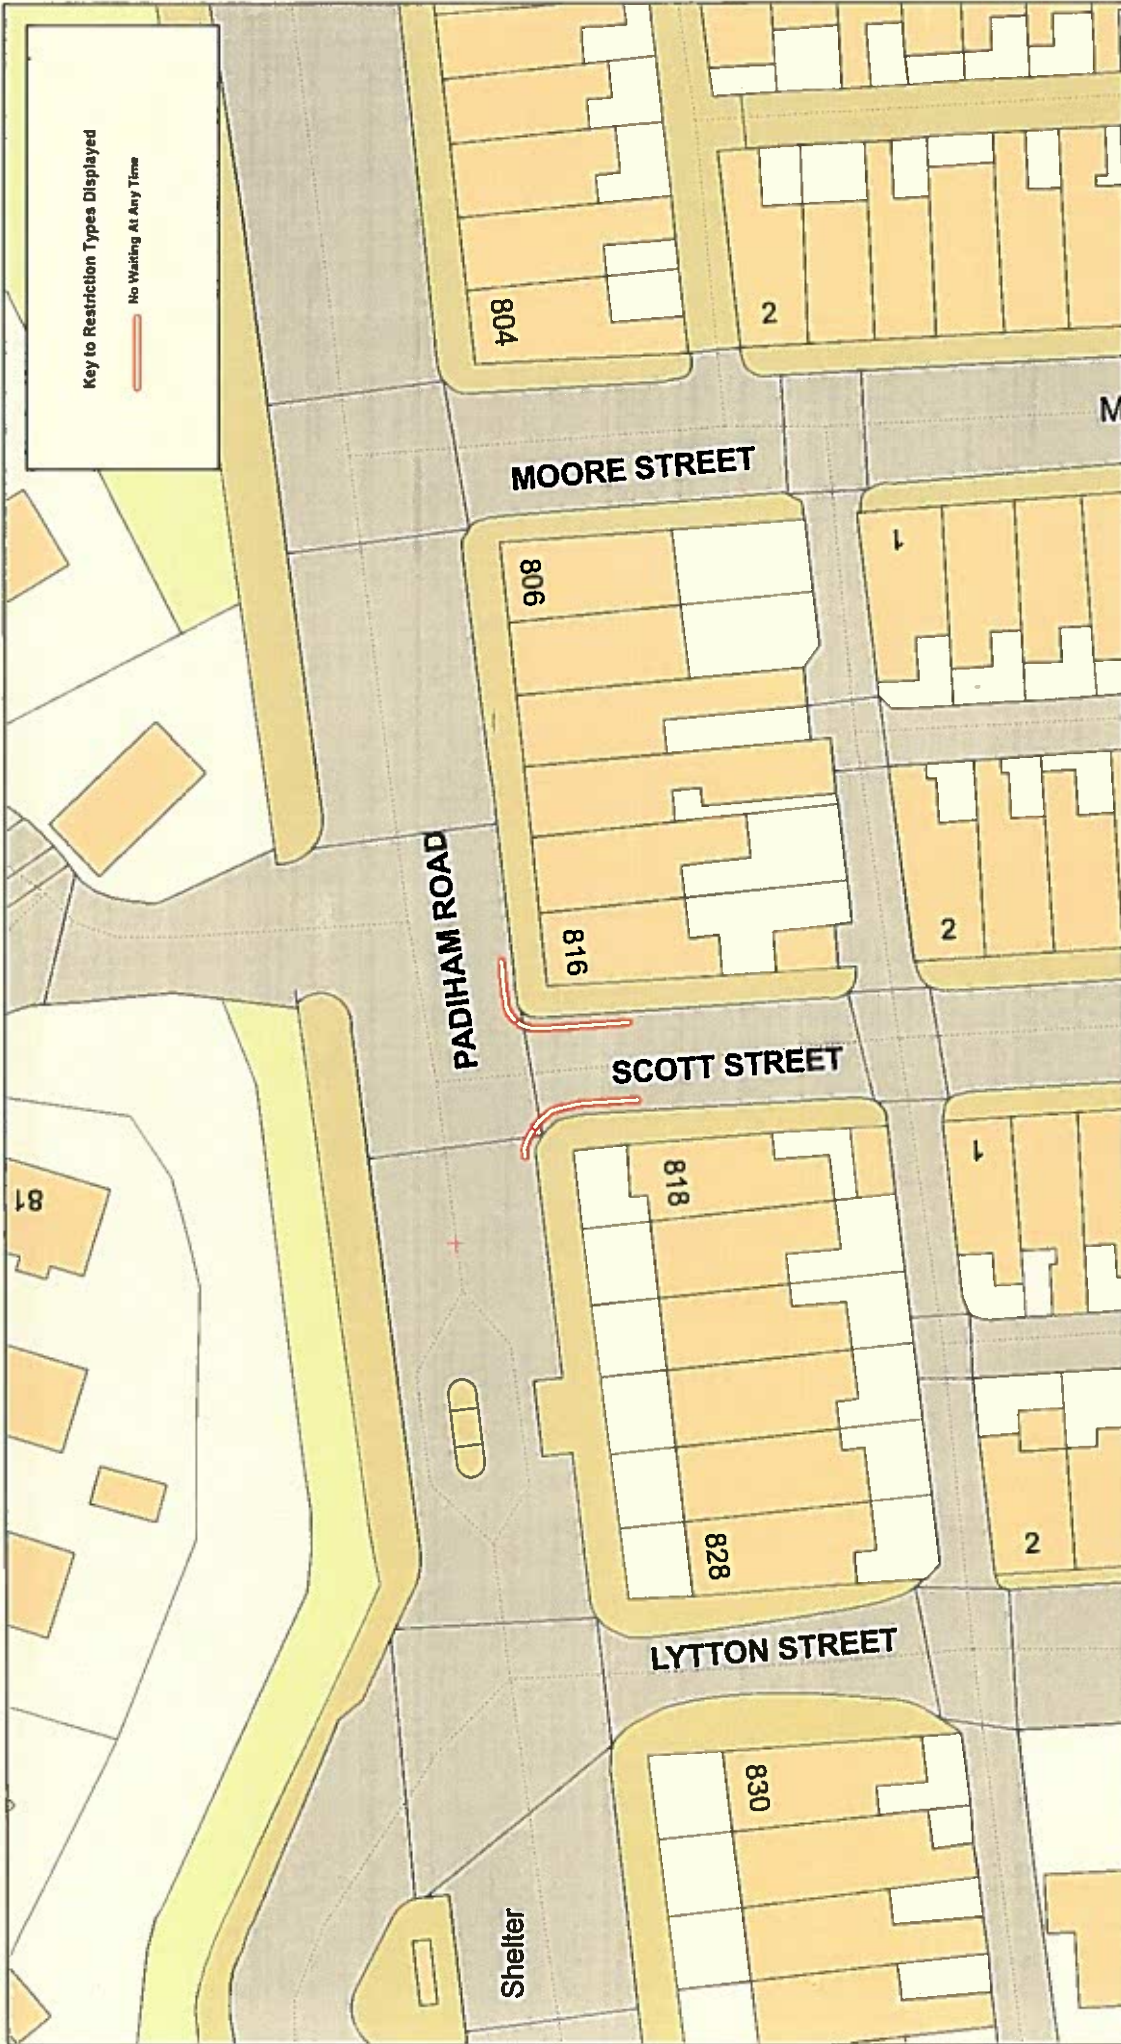 Key to Restriction Types Displayed
No Waiting At Any Time
804
2
M
MOORE STREET
806
1
PADIHAM ROAD
816
2
SCOTT STREET
818
1
81
828
2
LYTTON STREET
830
Shelter